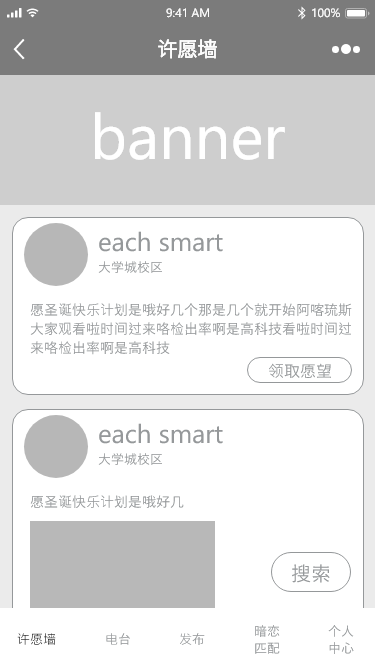 9:41 AM
100%
许愿墙
banner
each smart
大学城校区
愿圣诞快乐计划是哦好几个那是几个就开始阿喀琉斯
大家观看啦时间过来咯检出率啊是高科技看啦时间过
来咯检出率啊是高科技
领取愿望
each smart
大学城校区
愿圣诞快乐计划是哦好几
搜索
许愿墙
电台
发布
暗恋
匹配
个人
中心